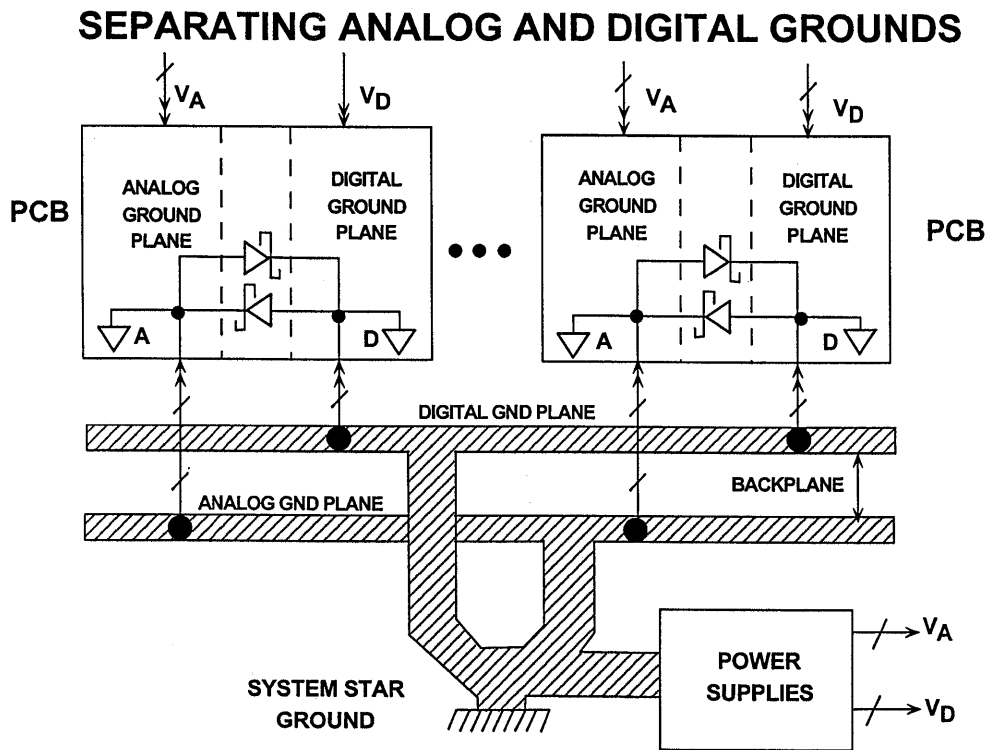 SEPARATING ANALOG AND DIGITAL GROUNDS
VA
VD
VA
VD
PCB
ANALOG
GROUND
PLANE
DIGITAL
GROUND
PLANE
A
D
ANALOG
GROUND
PLANE
DIGITAL
GROUND
PLANE
A
D
PCB
DIGITAL GND PLANE
BACKPLANE
ANALOG GND PLANE
POWER
SUPPLIES
VA
VD
SYSTEM STAR
GROUND